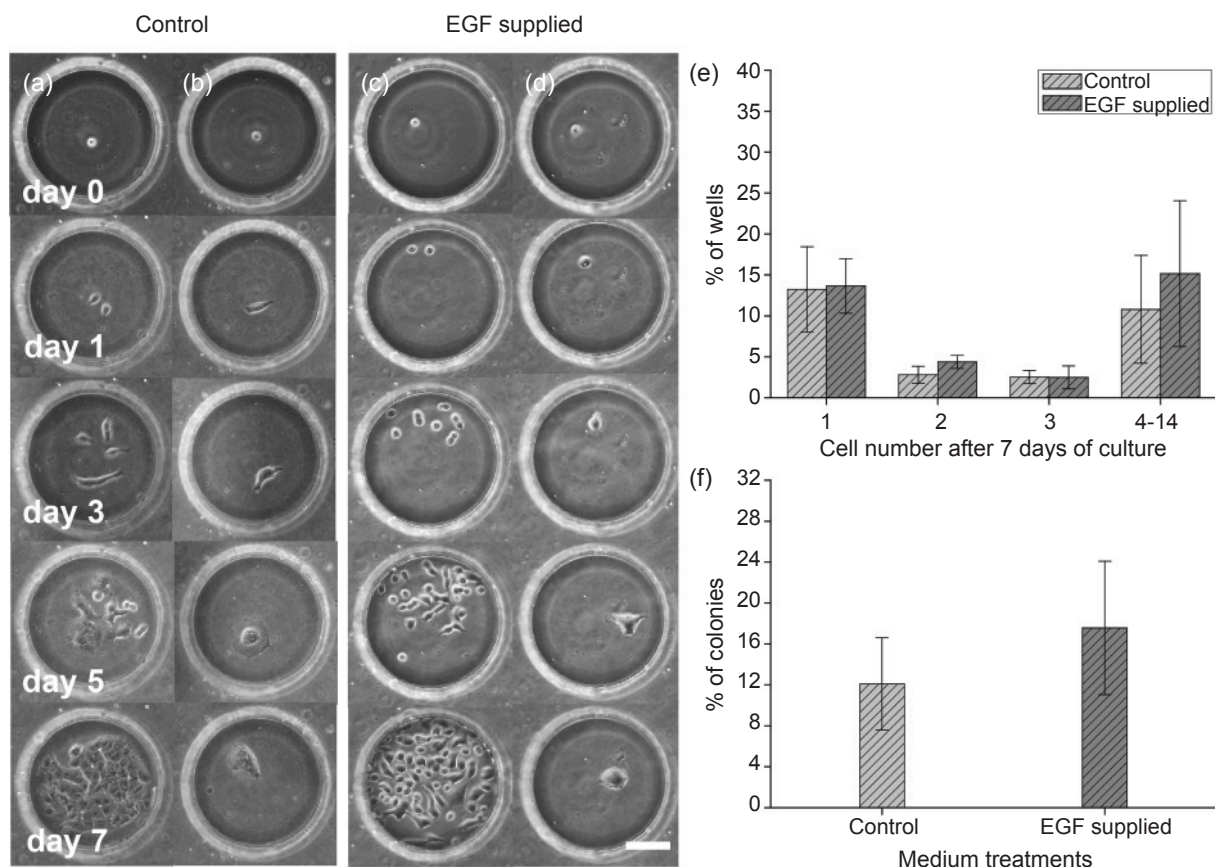 Control
EGF supplied
(a)
(b)
(c)
(d)
day 0
day 1
day 3
day 5
day 7
(e)
40
35
30
25
20
15
10
5
0
% of wells
Control
EGF supplied
1
2
3
4-14
Cell number after 7 days of culture
(f)
32
28
24
20
16
12
8
4
0
% of colonies
Control
EGF supplied
Medium treatments